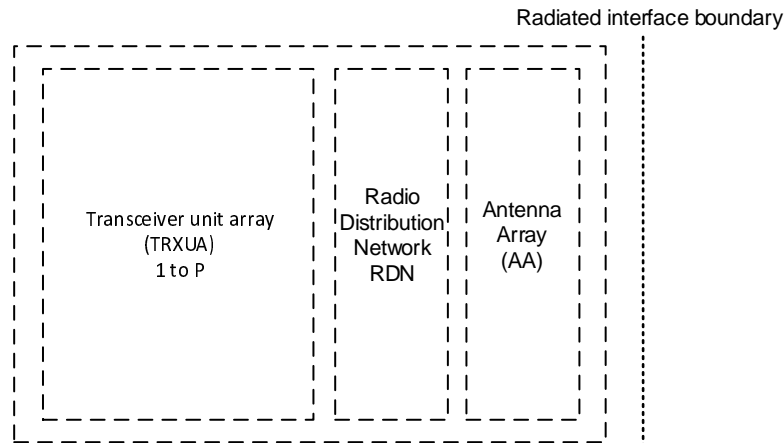 Radiated interface boundary
Transceiver unit array
(TRXUA)
1 to P
Radio
Distribution
Network
RDN
Antenna
Array
(AA)